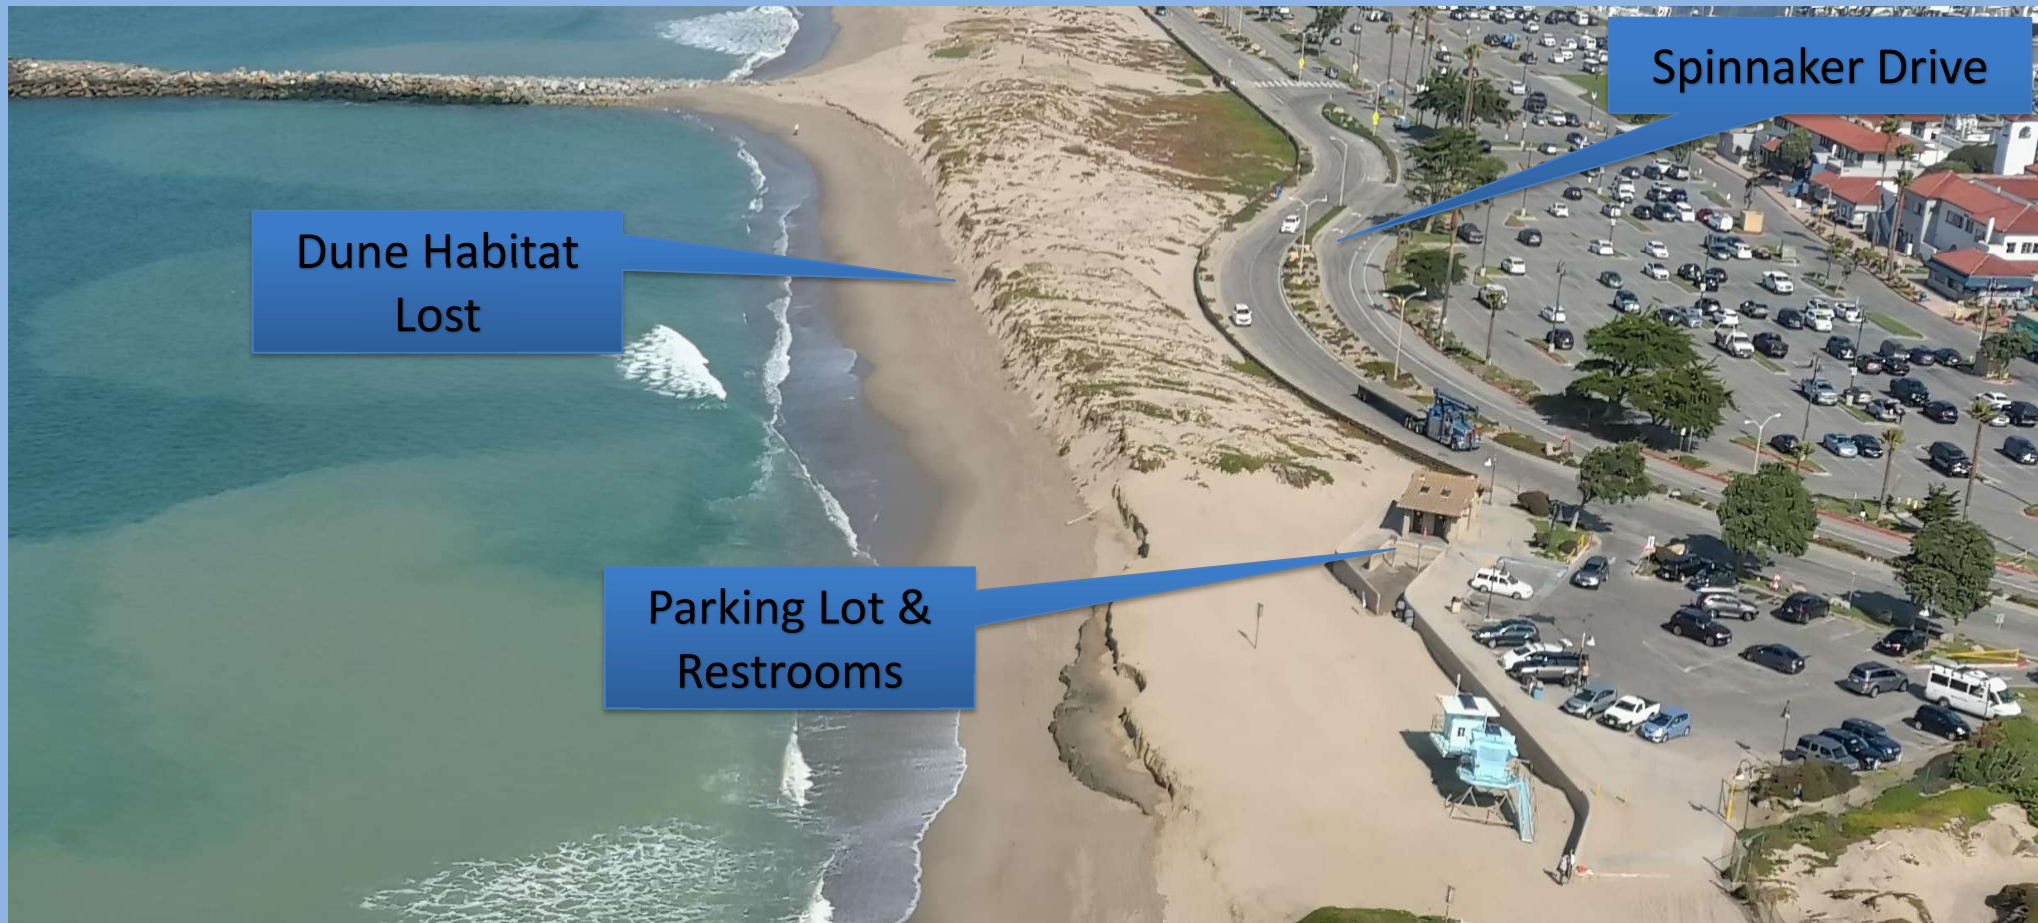 Spinnaker Drive
Dune Habitat
Lost
Parking Lot &
Restrooms